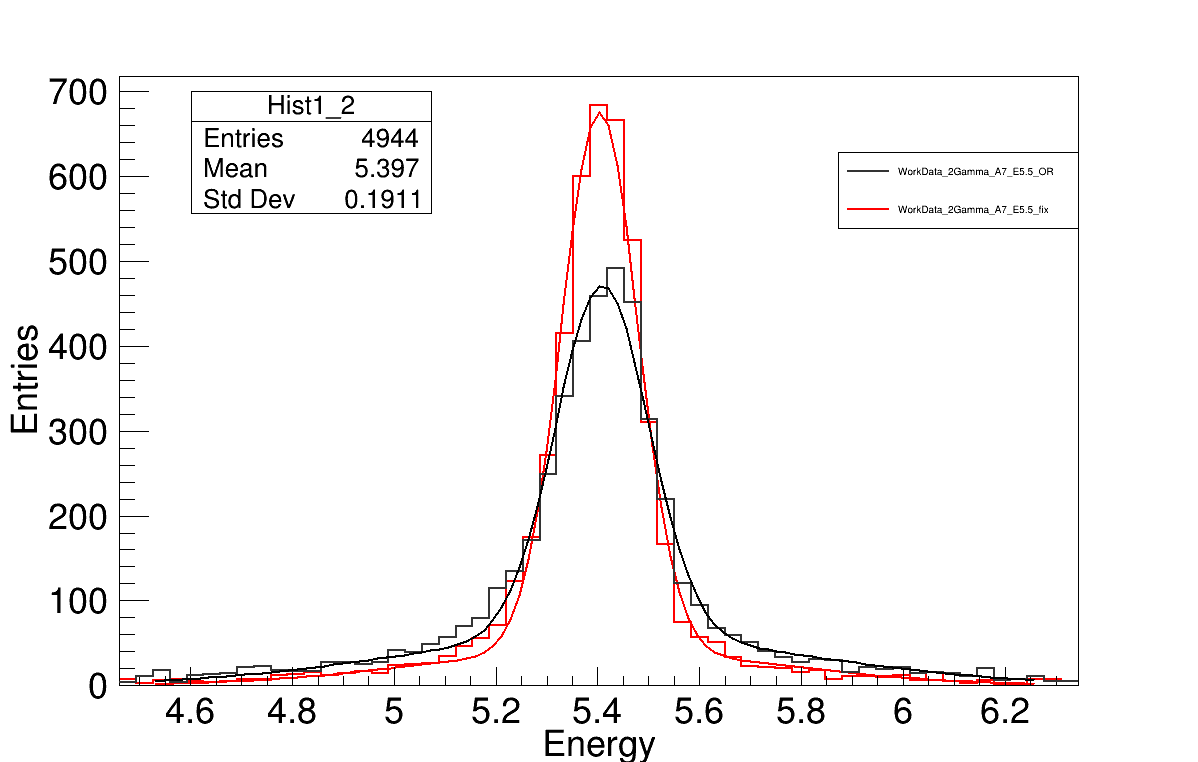 Hist1_2
Entries 4944
Mean 5.397
Std Dev 0.1911
WorkData_2Gamma_A7_E5.5_OR
WorkData_2Gamma_A7_E5.5_fix
700
600
500
400
300
200
100
0
Entries
4.6 4.8 5 5.2 5.4 5.6 5.8 6 6.2
Energy